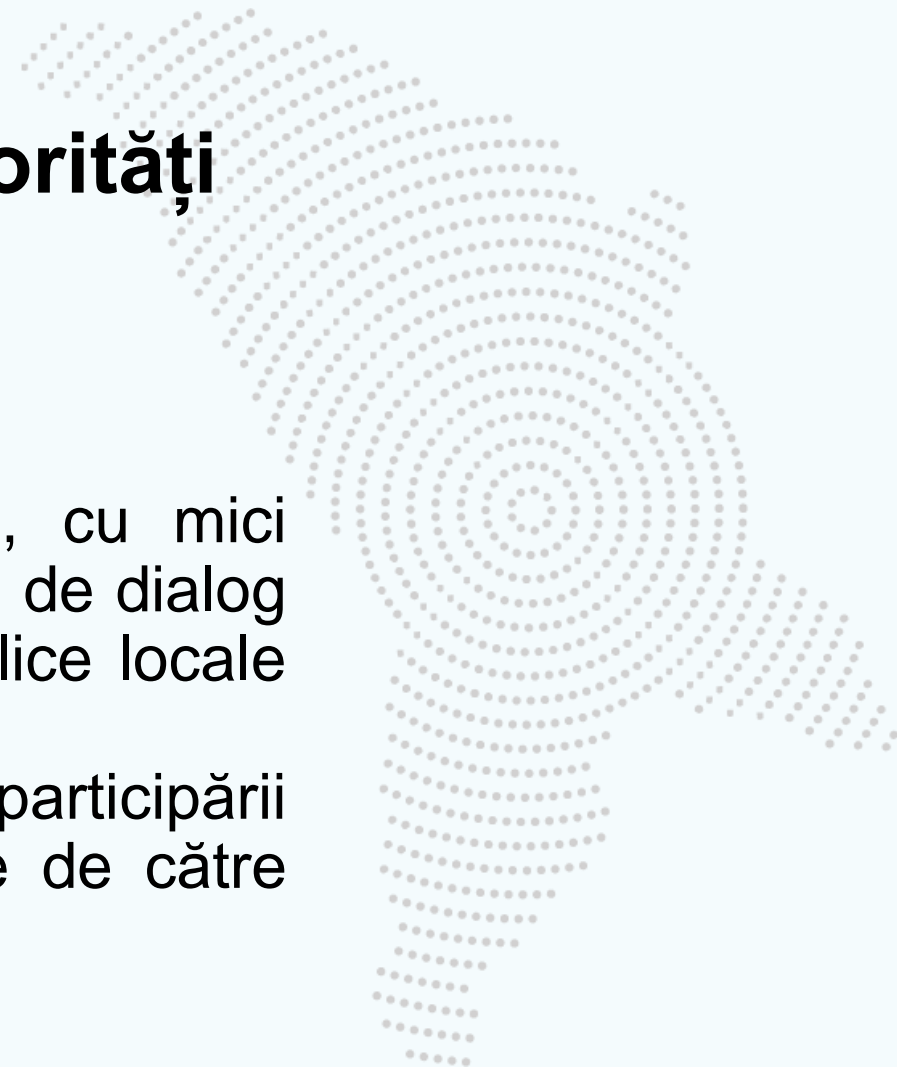 orități
, cu mici
de dialog
lice locale
participării
e de către